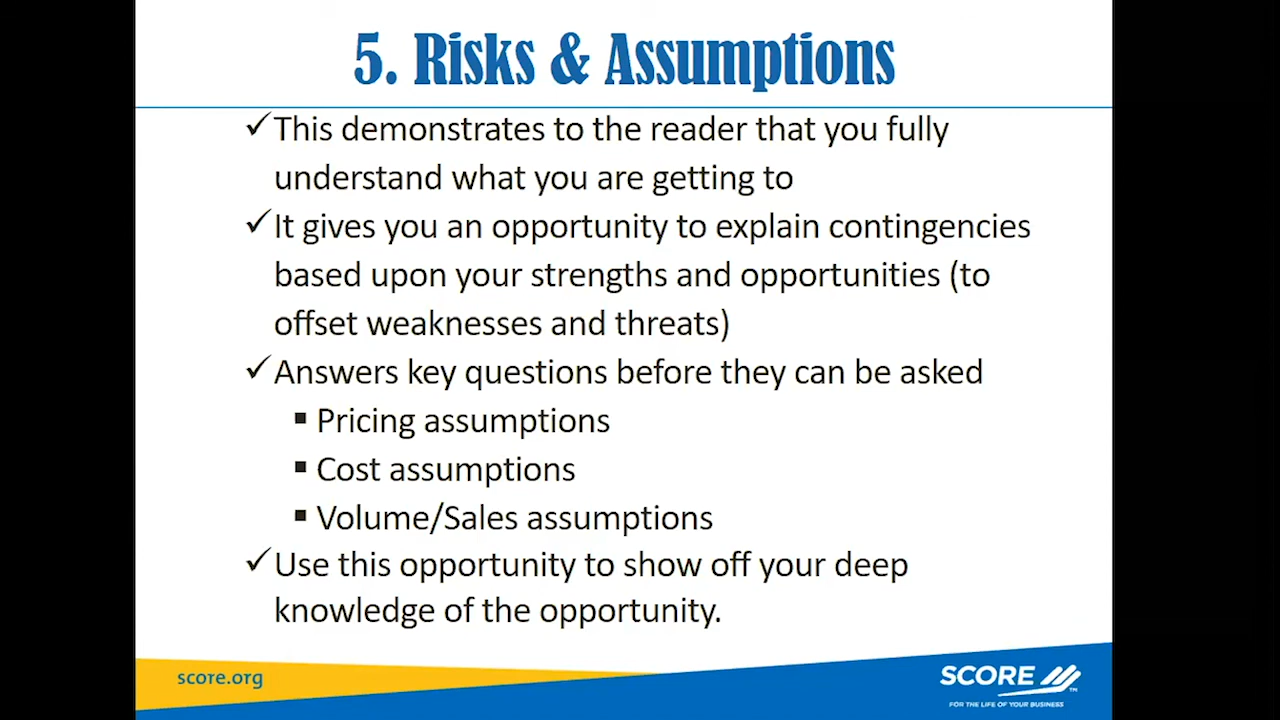 5. Risks & Assumptions
✓This demonstrates to the reader that you fully
understand what you are getting to
✓It gives you an opportunity to explain contingencies
based upon your strengths and opportunities (to
offset weaknesses and threats)
✓Answers key questions before they can be asked
▪ Pricing assumptions
▪ Cost assumptions
▪ Volume/Sales assumptions
✓Use this opportunity to show off your deep
knowledge of the opportunity.
score.org
SCORE
TM
FOR THE LIFE OF YOUR BUSINESS